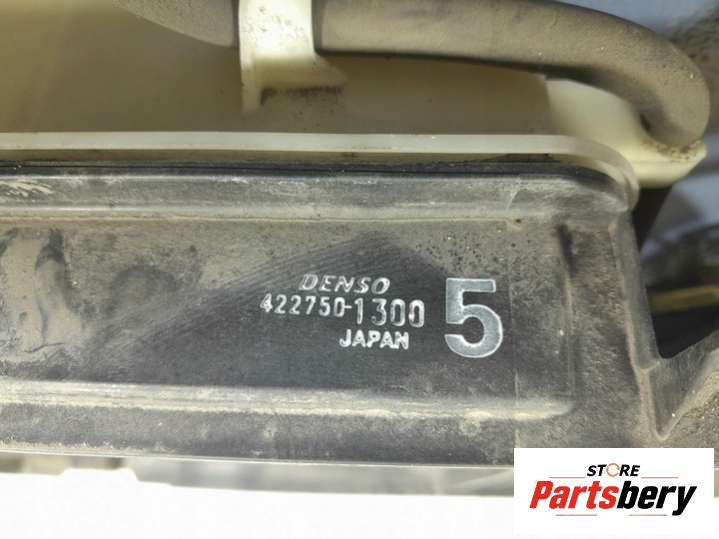 DENSO
422750-1300
JAPAN
5
STORE
Partsbery